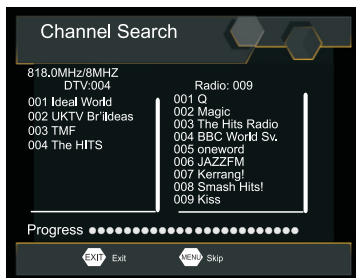 Channel Search
818.0MHz/8MHZ
DTV:004
001 Ideal World
002 UKTV Br'ildeas
003 TMF
004 The HITS
Radio: 009
001 Q
002 Magic
003 The Hits Radio
004 BBC World Sv.
005 oneword
006 JAZZFM
007 Kerrang!
008 Smash Hits!
009 Kiss
Progress
EXIT Exit
MENU Skip